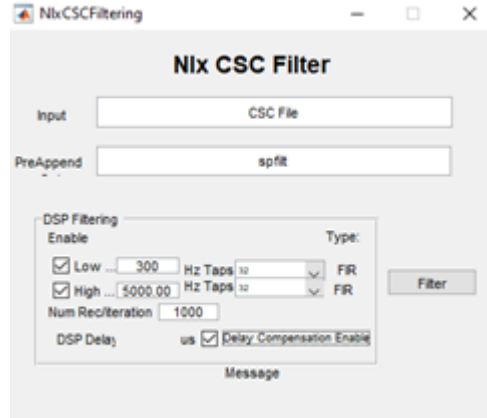 NlxCSCFiltering
Nlx CSC Filter
Input CSC File
PreAppend spfilt
DSP Filtering
Enable Type:
Low ... 300 Hz Taps 32 FIR
High ... 5000.00 Hz Taps 32 FIR
Filter
Num Rec/iteration 1000
DSP Delay us Delay Compensation Enable
Message